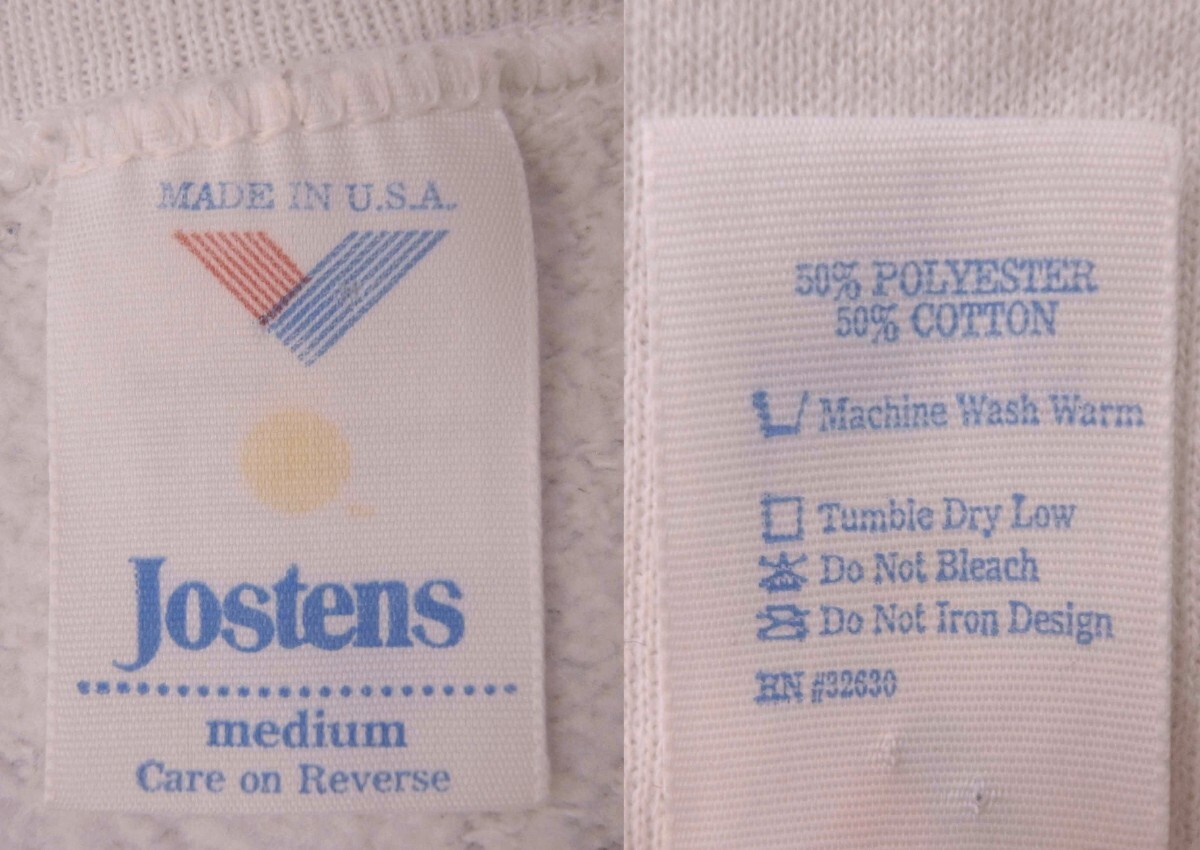 MADE IN U.S.A.
Jostens
medium
Care on Reverse
50% POLYESTER
50% COTTON
Machine Wash Warm
Tumble Dry Low
Do Not Bleach
Do Not Iron Design
RN #32630